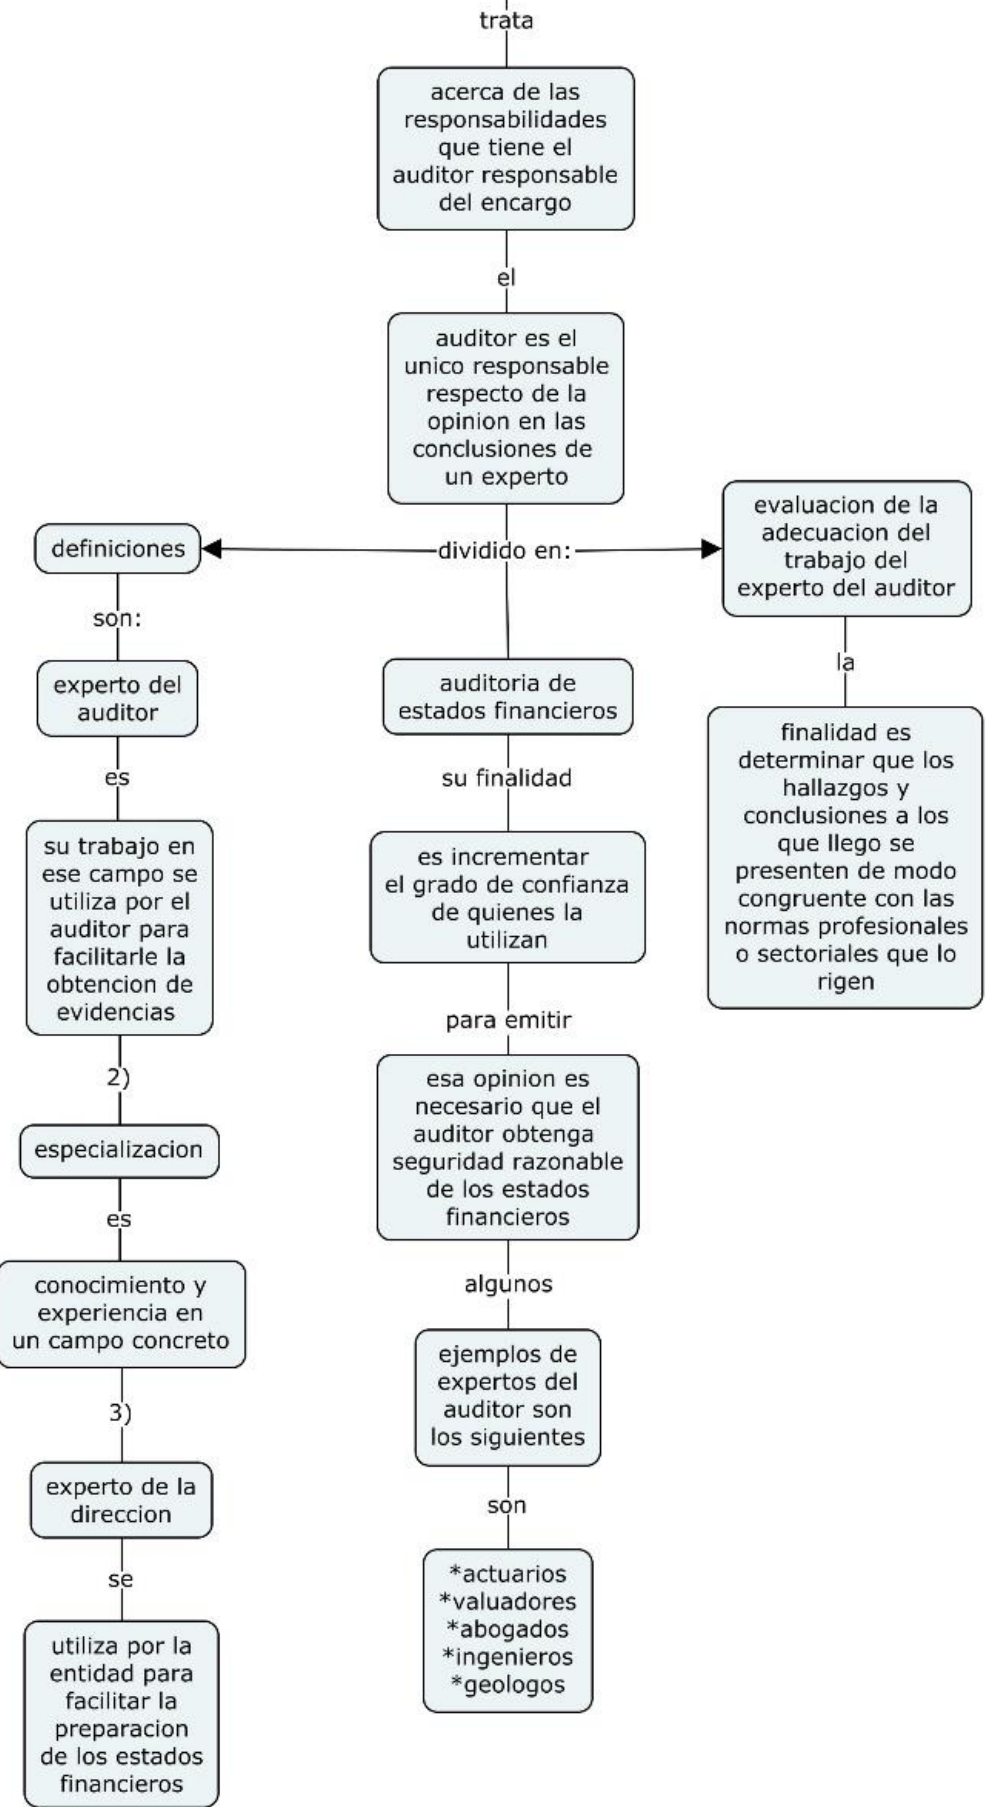 trata
acerca de las
responsabilidades
que tiene el
auditor responsable
del encargo
el
auditor es el
unico responsable
respecto de la
opinion en las
conclusiones de
un experto
dividido en:
definiciones
son:
experto del
auditor
es
su trabajo en
ese campo se
utiliza por el
auditor para
facilitarle la
obtencion de
evidencias
2)
especializacion
es
conocimiento y
experiencia en
un campo concreto
3)
experto de la
direccion
se
utiliza por la
entidad para
facilitar la
preparacion
de los estados
financieros
auditoria de
estados financieros
su finalidad
es incrementar
el grado de confianza
de quienes la
utilizan
para emitir
esa opinion es
necesario que el
auditor obtenga
seguridad razonable
de los estados
financieros
algunos
ejemplos de
expertos del
auditor son
los siguientes
son
*actuarios
*valuadores
*abogados
*ingenieros
*geologos
evaluacion de la
adecuacion del
trabajo del
experto del auditor
la
finalidad es
determinar que los
hallazgos y
conclusiones a los
que llego se
presenten de modo
congruente con las
normas profesionales
o sectoriales que lo
rigen